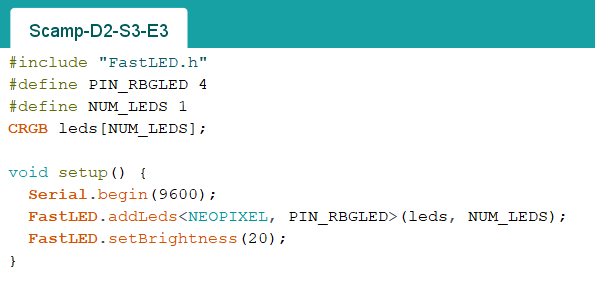 Scamp-D2-S3-E3
#include "FastLED.h"
#define PIN_RBGLED 4
#define NUM_LEDS 1
CRGB leds[NUM_LEDS];
void setup() {
  Serial.begin(9600);
  FastLED.addLeds<NEOPIXEL, PIN_RBGLED>(leds, NUM_LEDS);
  FastLED.setBrightness(20);
}